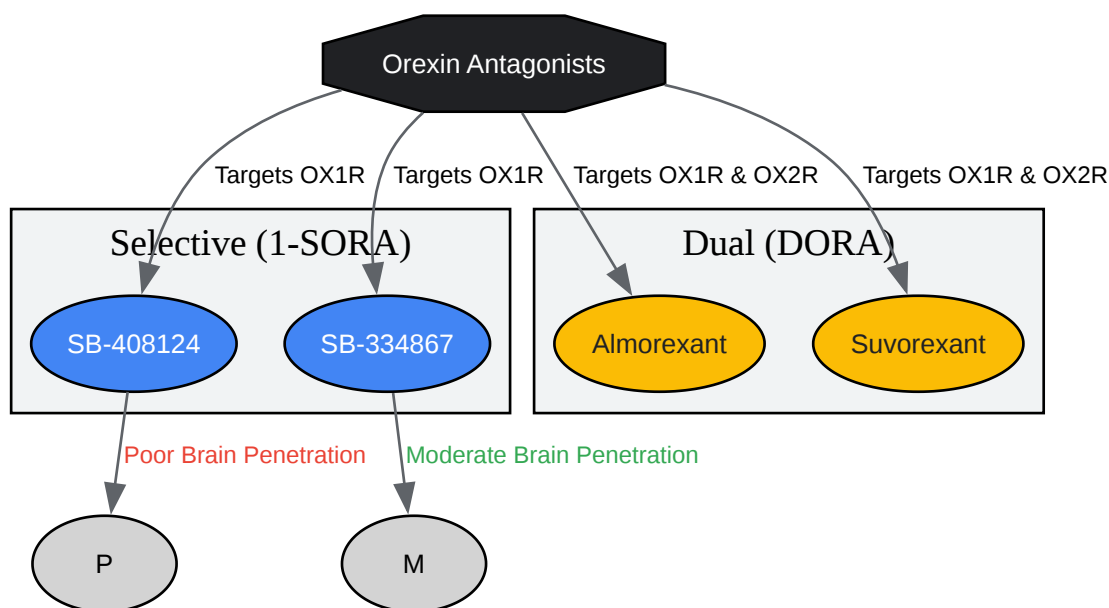 Orexin Antagonists
Targets OX1R
Targets OX1R
Targets OX1R & OX2R
Targets OX1R & OX2R
Selective (1-SORA)
Dual (DORA)
SB-408124
SB-334867
Almorexant
Suvorexant
Poor Brain Penetration
Moderate Brain Penetration
P
M